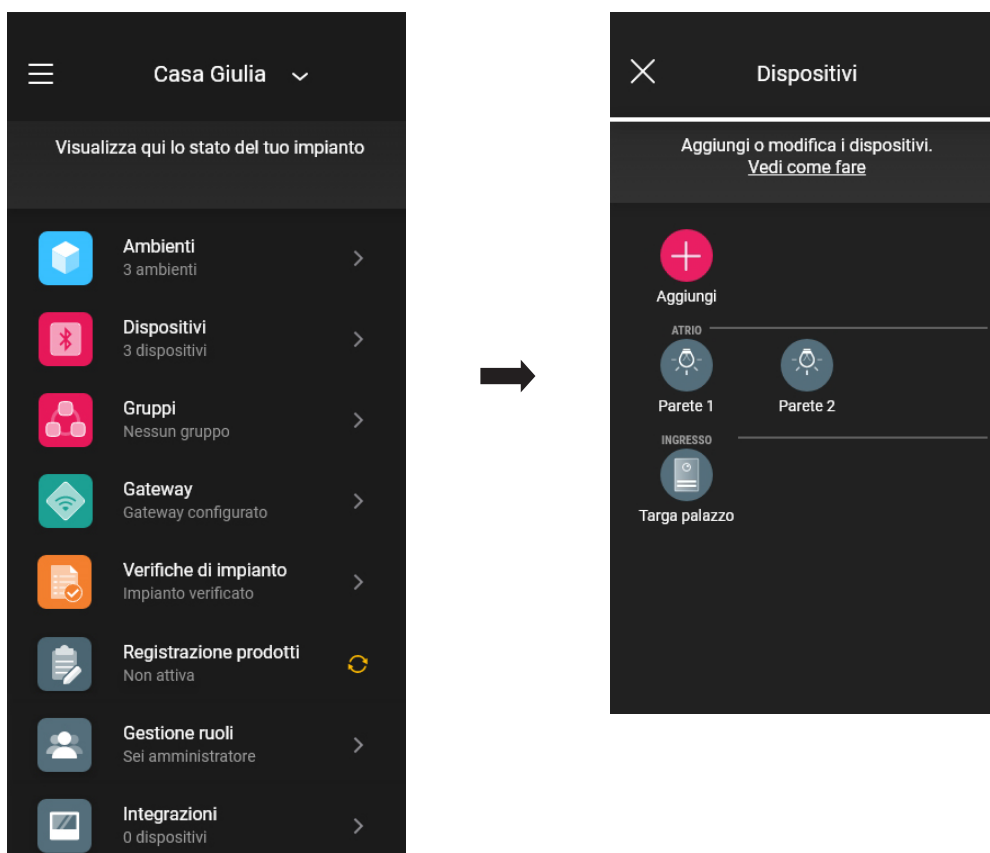 Casa Giulia
Visualizza qui lo stato del tuo impianto
Ambienti
3 ambienti
Dispositivi
3 dispositivi
Gruppi
Nessun gruppo
Gateway
Gateway configurato
Verifiche di impianto
Impianto verificato
Registrazione prodotti
Non attiva
Gestione ruoli
Sei amministratore
Integrazioni
0 dispositivi
Dispositivi
Aggiungi o modifica i dispositivi.
Vedi come fare
Aggiungi
ATRIO
Parete 1 Parete 2
INGRESSO
Targa palazzo